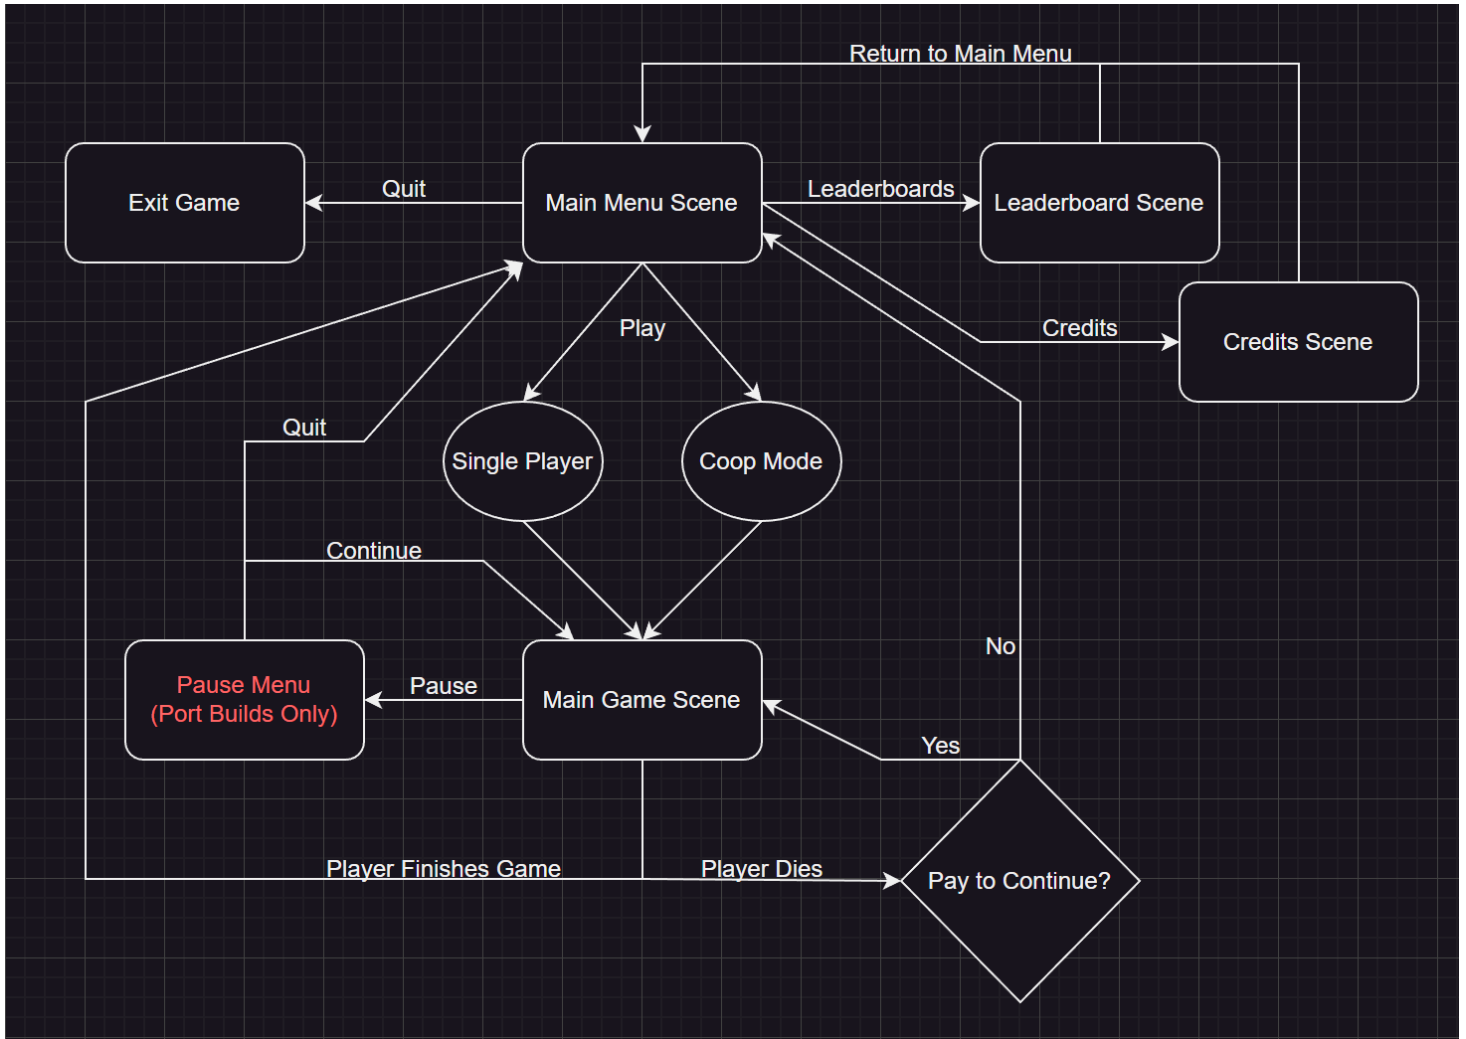 Return to Main Menu
Exit Game
Quit
Main Menu Scene
Leaderboards
Leaderboard Scene
Play
Credits
Credits Scene
Quit
Single Player
Coop Mode
Continue
No
Pause Menu
(Port Builds Only)
Pause
Main Game Scene
Yes
Player Finishes Game
Player Dies
Pay to Continue?